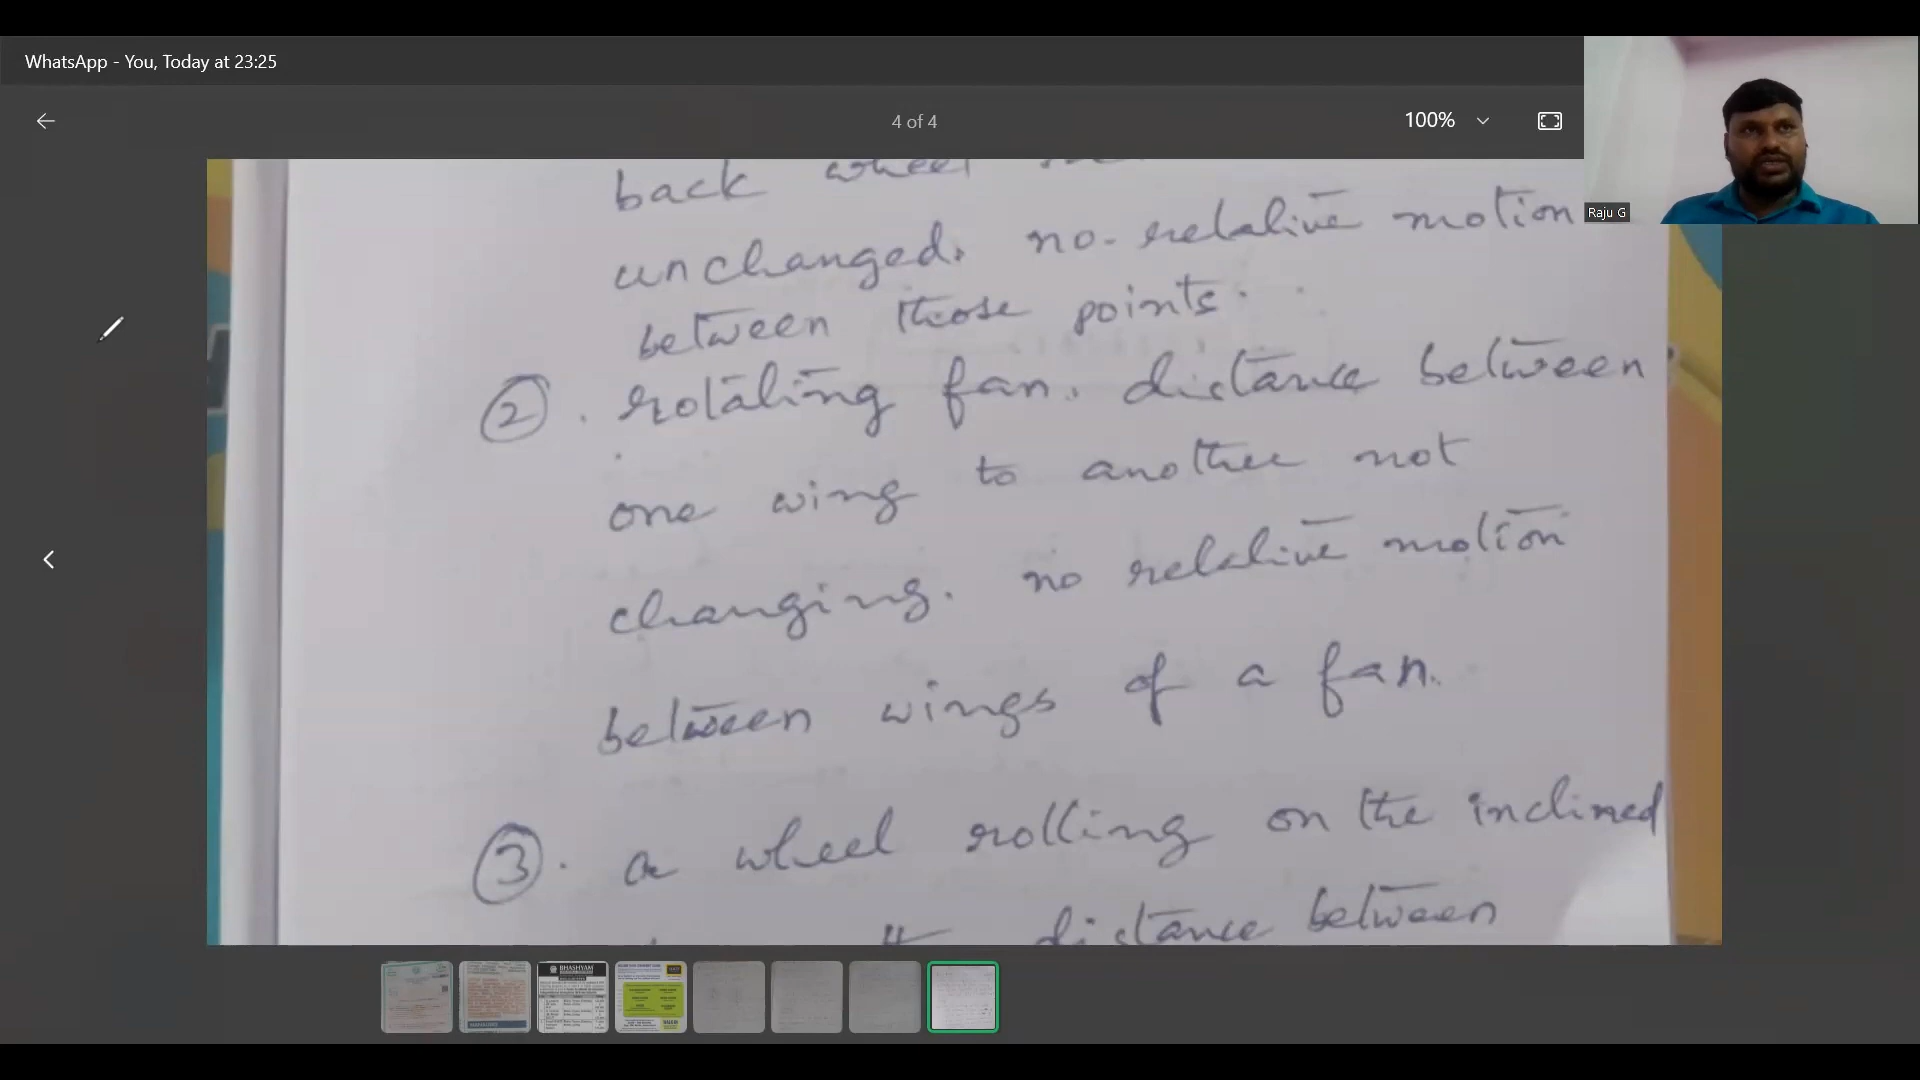 WhatsApp - You, Today at 23:25
4 of 4
100%
Raju G
back wheel
unchanged. no relative motion
between those points.
2. rotating fan. distance between
one wing to another not
changing. no relative motion
between wings of a fan.
3. a wheel rolling on the inclined
distance between
BHASHYAM